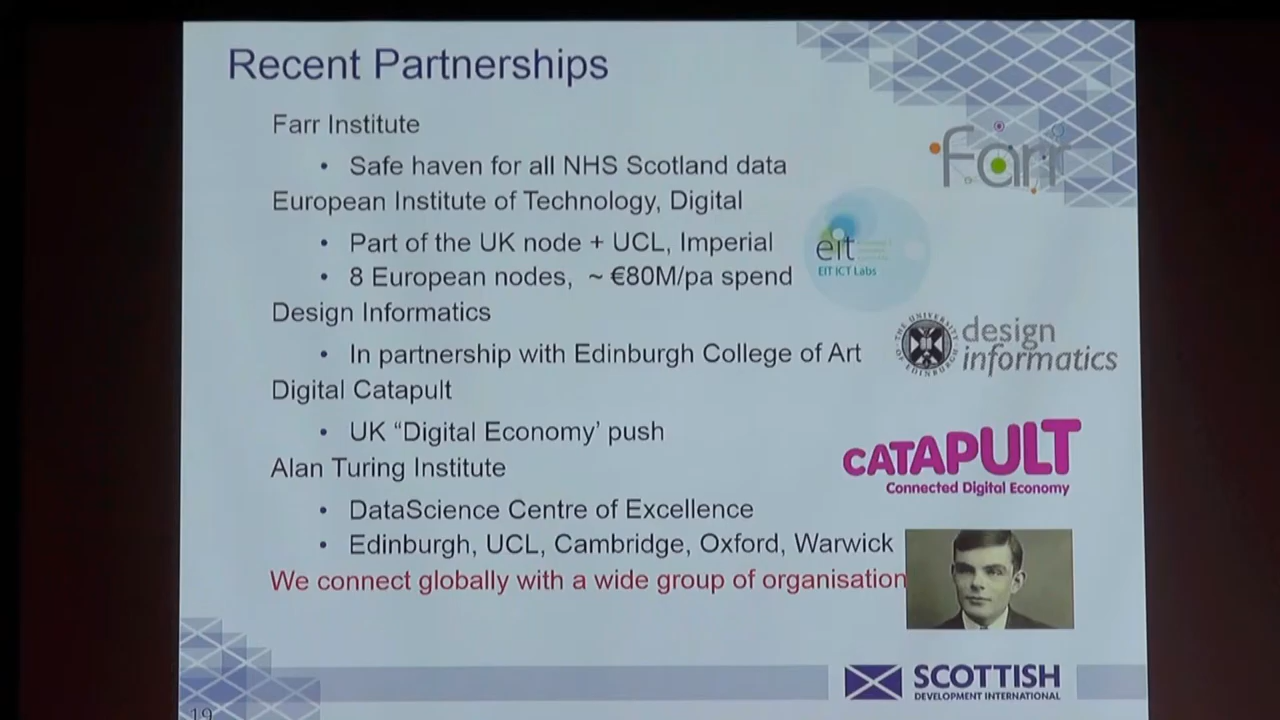 Recent Partnerships
Farr Institute
• Safe haven for all NHS Scotland data
farr
European Institute of Technology, Digital
• Part of the UK node + UCL, Imperial
• 8 European nodes, ~ €80M/pa spend
eit
EIT ICT Labs
Design Informatics
• In partnership with Edinburgh College of Art
THE UNIVERSITY OF EDINBURGH
design
informatics
Digital Catapult
• UK “Digital Economy’ push
CATAPULT
Connected Digital Economy
Alan Turing Institute
• DataScience Centre of Excellence
• Edinburgh, UCL, Cambridge, Oxford, Warwick
We connect globally with a wide group of organisation
SCOTTISH
DEVELOPMENT INTERNATIONAL
19